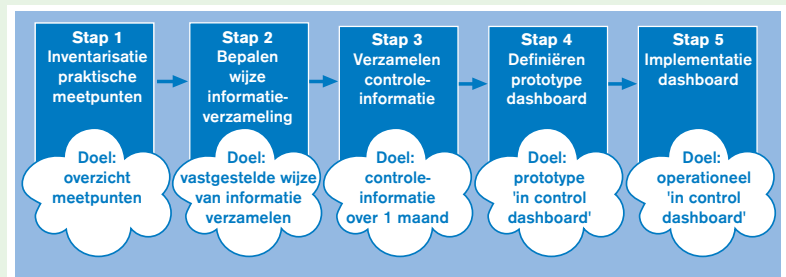 Stap 1
Inventarisatie
praktische
meetpunten
Doel:
overzicht
meetpunten
Stap 2
Bepalen
wijze
informatie-
verzameling
Doel:
vastgestelde wijze
van informatie
verzamelen
Stap 3
Verzamelen
controle-
informatie
Doel:
controle-
informatie
over 1 maand
Stap 4
Definiëren
prototype
dashboard
Doel:
prototype
'in control
dashboard'
Stap 5
Implementatie
dashboard
Doel:
operationeel
'in control
dashboard'